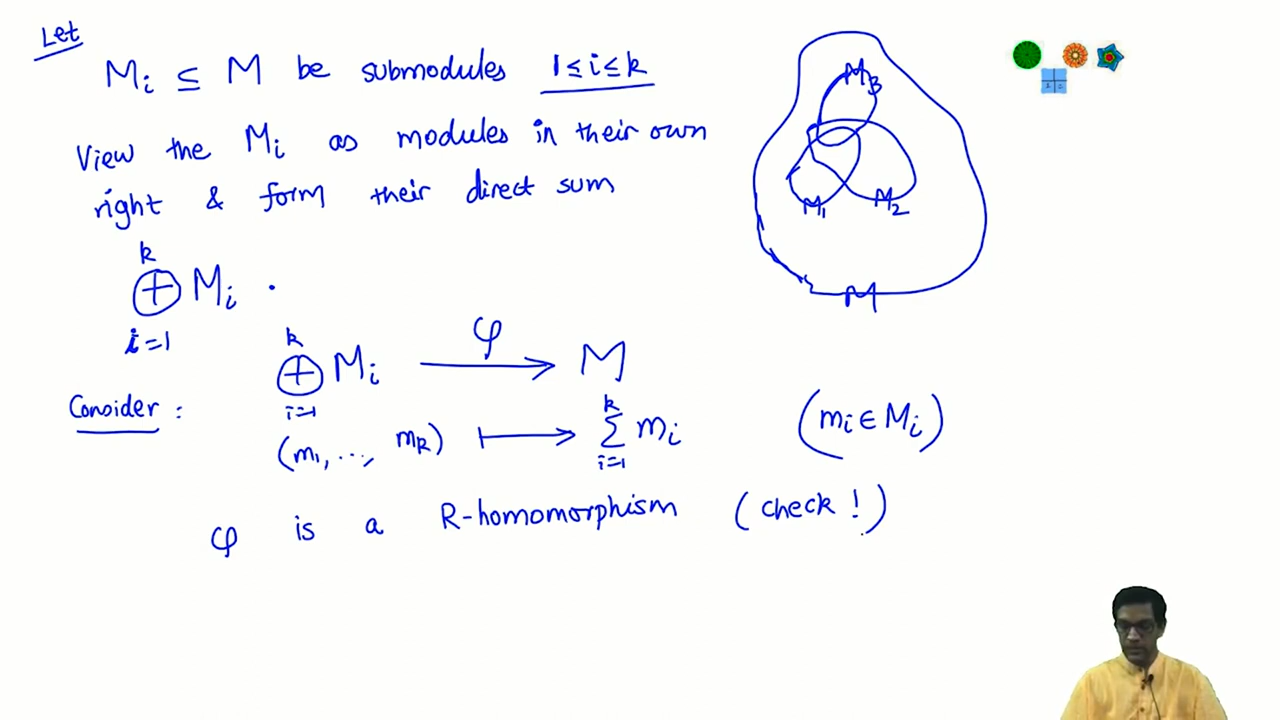 Let
Mᵢ ≤ M be submodules 1≤i≤k
View the Mᵢ as modules in their own
right & form their direct sum
k
⊕ Mᵢ .
i=1
M₃
M₁ M₂
M
Consider :
k
⊕ Mᵢ ⟶ M
φ
i=1
(m₁, ..., mₖ) ⟼ ∑ mᵢ (mᵢ ∈ Mᵢ)
k
i=1
φ is a R-homomorphism (check!)